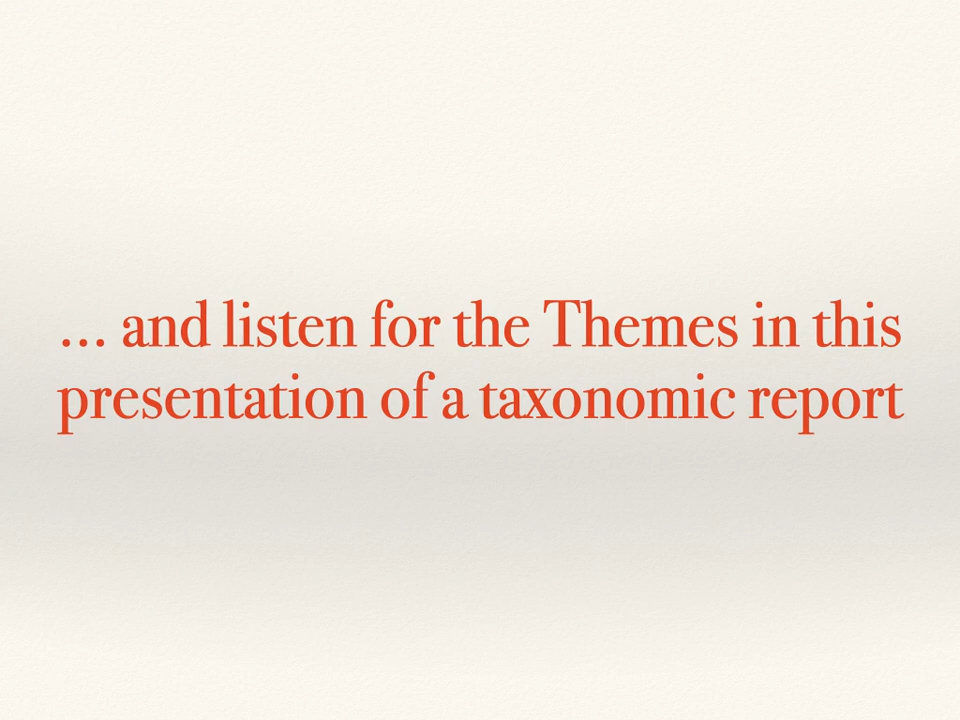 ... and listen for the Themes in this
presentation of a taxonomic report